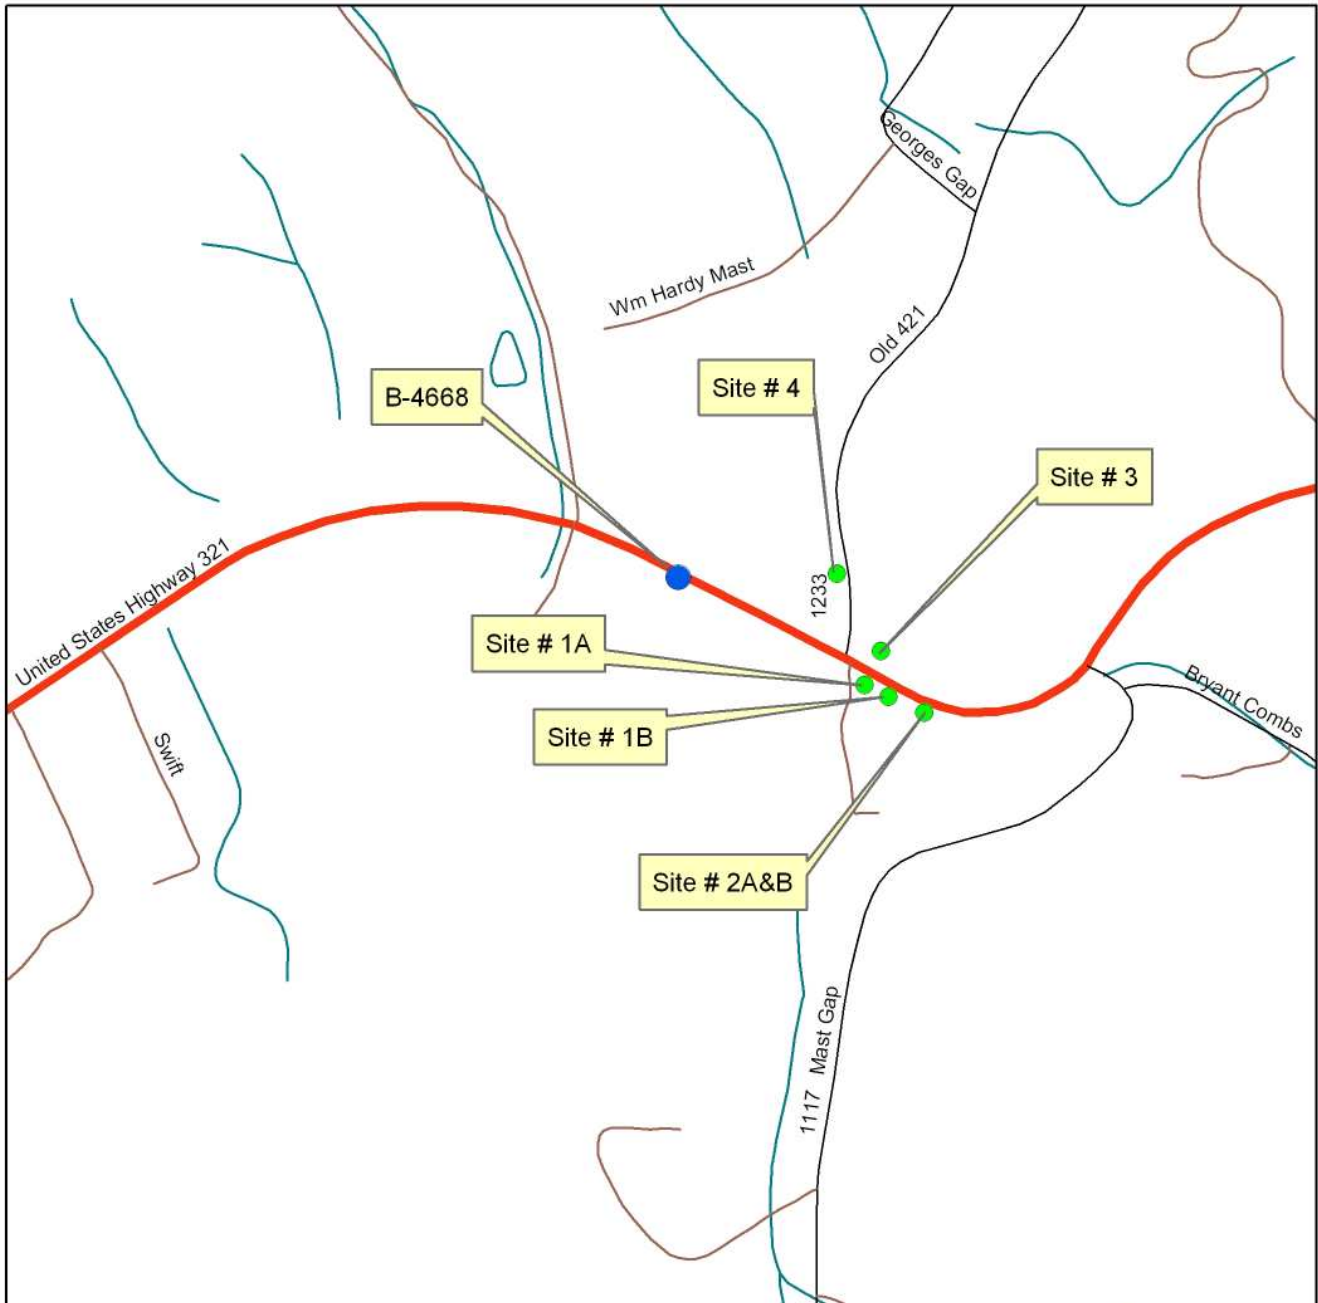 Georges Gap
Wm Hardy Mast
Old 421
Site # 4
B-4668
Site # 3
United States Highway 321
1233
Site # 1A
Bryant Combs
Site # 1B
Swift
Site # 2A&B
1117 Mast Gap